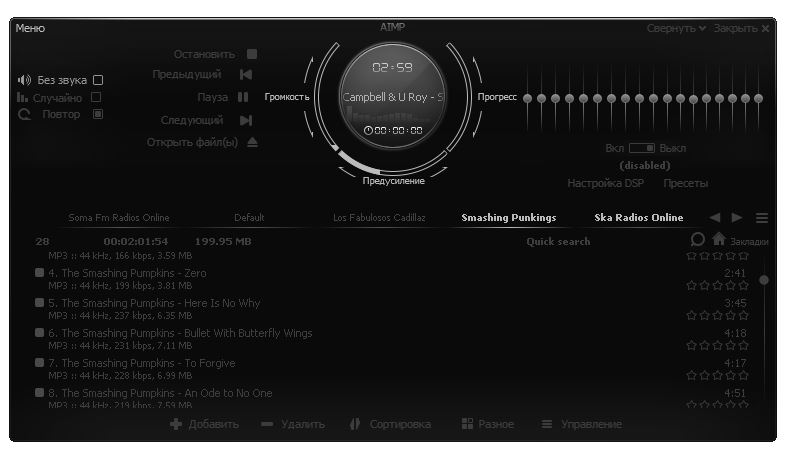 Меню
AIMP
Свернуть
Закрыть
Остановить
Без звука
Предыдущий
Случайно
Пауза
Повтор
Следующий
Открыть файл(ы)
02:59
Громкость
Campbell & U Roy - S
Прогресс
00:00:00
Предусиление
Вкл
Выкл
(disabled)
Настройка DSP
Пресеты
Soma Fm Radios Online
Default
Los Fabulosos Cadillaz
Smashing Punkings
Ska Radios Online
28 00:02:01:54 199.95 MB
Quick search
Закладки
MP3 :: 44 kHz, 166 kbps, 3.59 MB
4. The Smashing Pumpkins - Zero 2:41
MP3 :: 44 kHz, 199 kbps, 3.81 MB
5. The Smashing Pumpkins - Here Is No Why 3:45
MP3 :: 44 kHz, 237 kbps, 6.35 MB
6. The Smashing Pumpkins - Bullet With Butterfly Wings 4:18
MP3 :: 44 kHz, 231 kbps, 7.11 MB
7. The Smashing Pumpkins - To Forgive 4:17
MP3 :: 44 kHz, 228 kbps, 6.99 MB
8. The Smashing Pumpkins - An Ode to No One 4:51
MP3 :: 44 kHz, 219 kbps, 7.59 MB
Добавить
Удалить
Сортировка
Разное
Управление